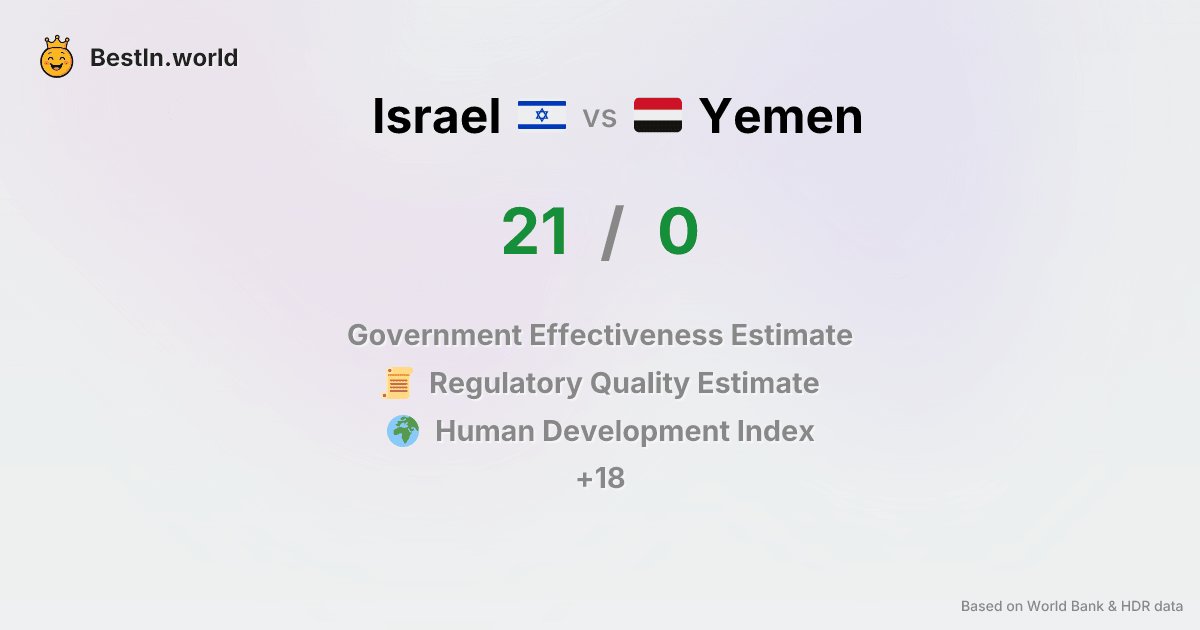 BestIn.world
Israel vs Yemen
21 / 0
Government Effectiveness Estimate
Regulatory Quality Estimate
Human Development Index
+18
Based on World Bank & HDR data